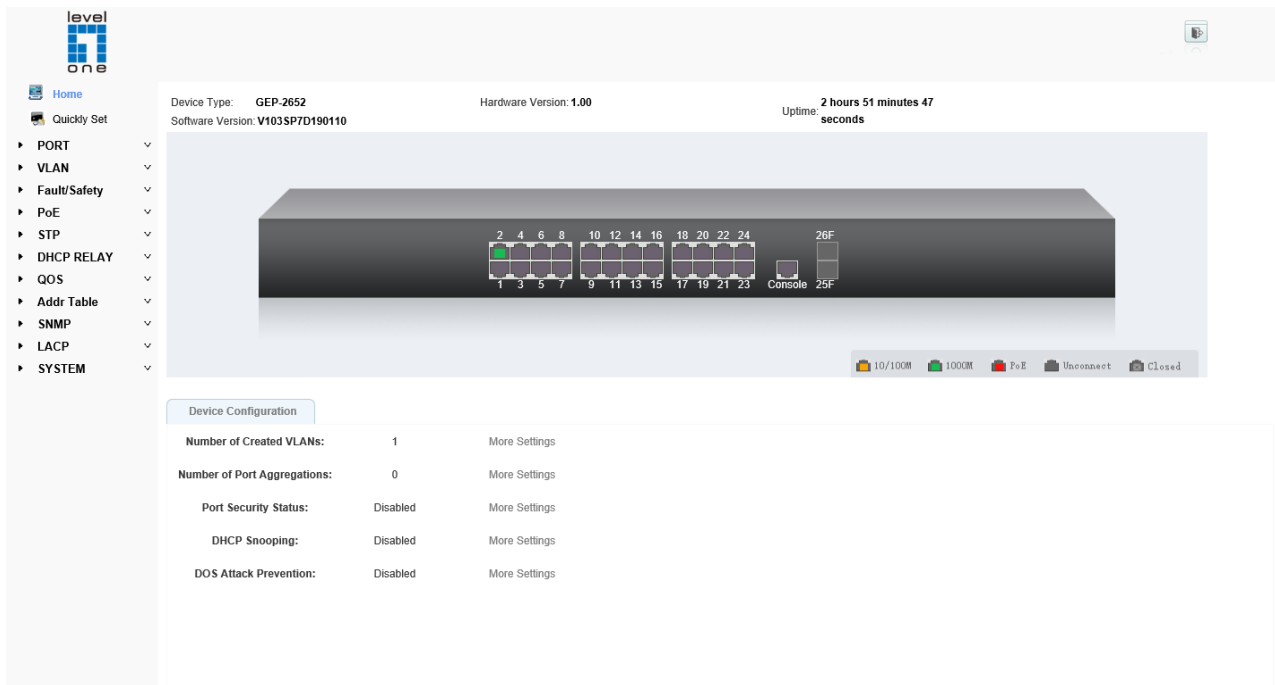 level
one
Home
Quickly Set
PORT
VLAN
Fault/Safety
PoE
STP
DHCP RELAY
QOS
Addr Table
SNMP
LACP
SYSTEM
Device Type: GEP-2652 Hardware Version: 1.00 Uptime: 2 hours 51 minutes 47 seconds
Software Version: V103SP7D190110
2 4 6 8 10 12 14 16 18 20 22 24 26F
1 3 5 7 9 11 13 15 17 19 21 23 Console 25F
10/100M 1000M PoE Unconnect Closed
Device Configuration
Number of Created VLANs: 1 More Settings
Number of Port Aggregations: 0 More Settings
Port Security Status: Disabled More Settings
DHCP Snooping: Disabled More Settings
DOS Attack Prevention: Disabled More Settings